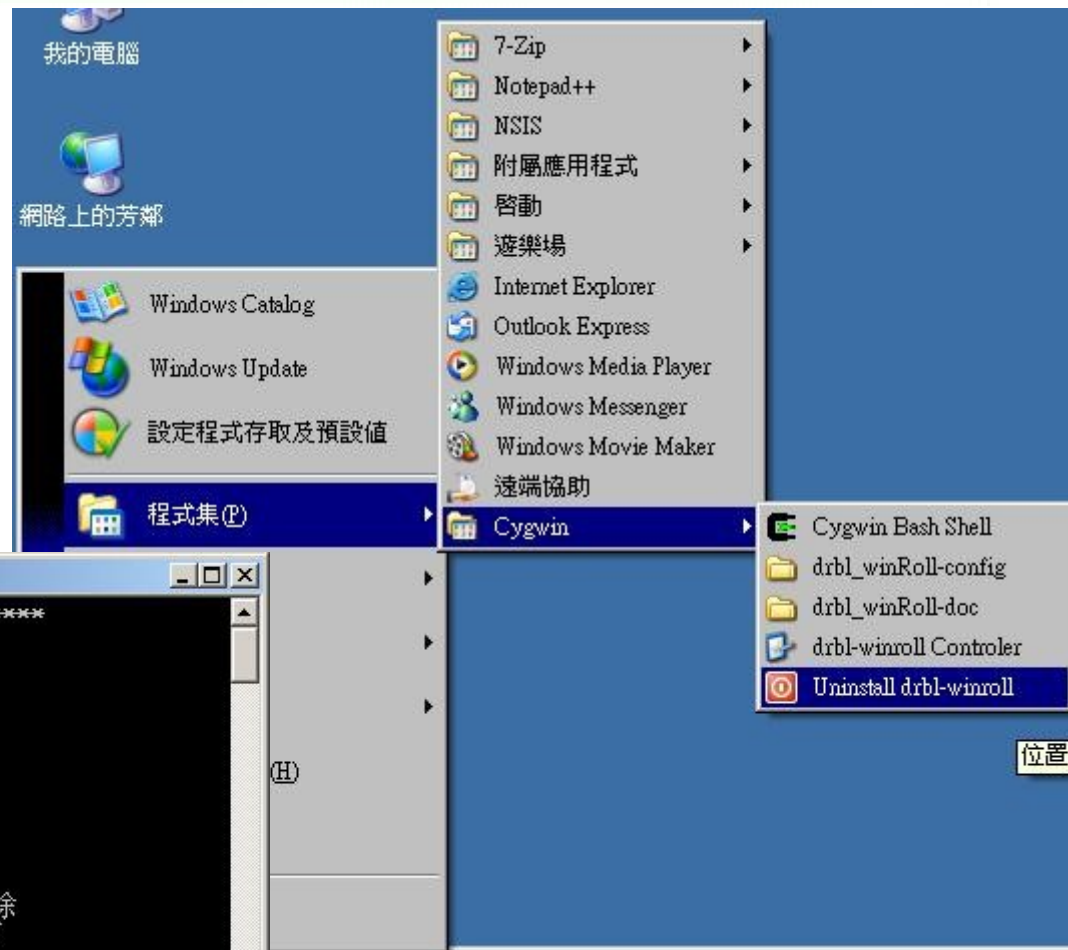 我的電腦
網路上的芳鄰
7-Zip
Notepad++
NSIS
附屬應用程式
啓動
遊樂場
Internet Explorer
Outlook Express
Windows Media Player
Windows Messenger
Windows Movie Maker
遠端協助
Cygwin
Windows Catalog
Windows Update
設定程式存取及預設值
程式集(P)
Cygwin Bash Shell
drbl_winRoll-config
drbl_winRoll-doc
drbl-winroll Controler
Uninstall drbl-winroll
位置
****
(H)
除